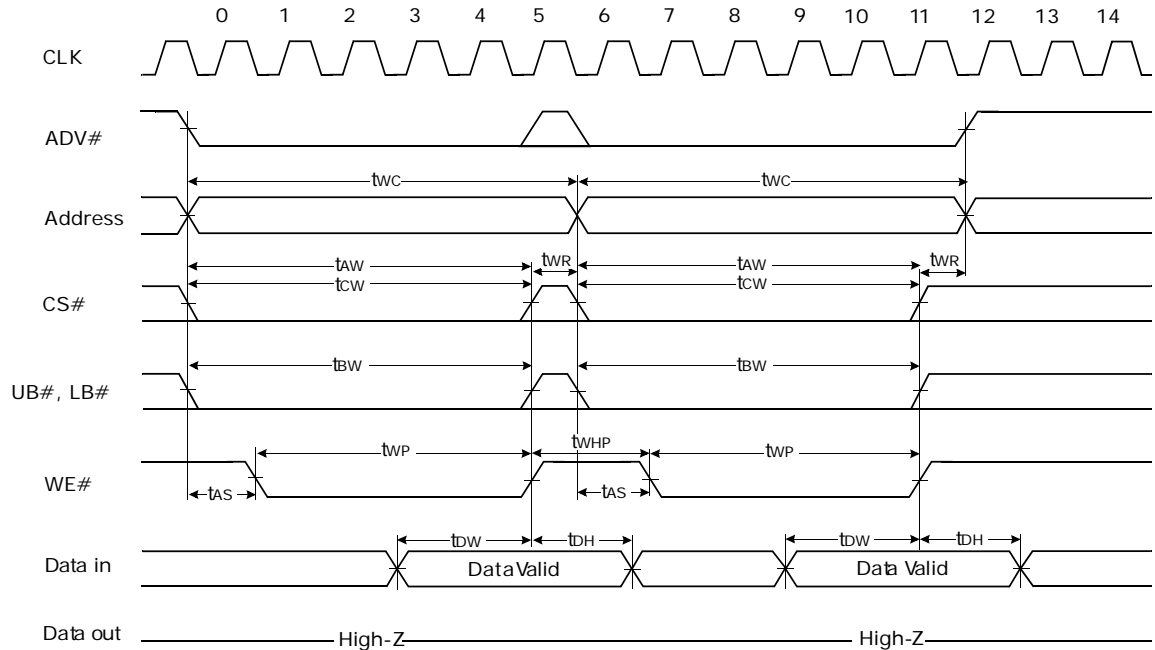 0 1 2 3 4 5 6 7 8 9 10 11 12 13 14
CLK
ADV#
tWC tWC
Address
tAW tWR tAW tWR
tCW tCW
CS#
tBW tBW
UB#, LB#
tWP tWHP tWP
WE#
tAS tAS
tDW tDH tDW tDH
Data in Data Valid Data Valid
Data out High-Z High-Z